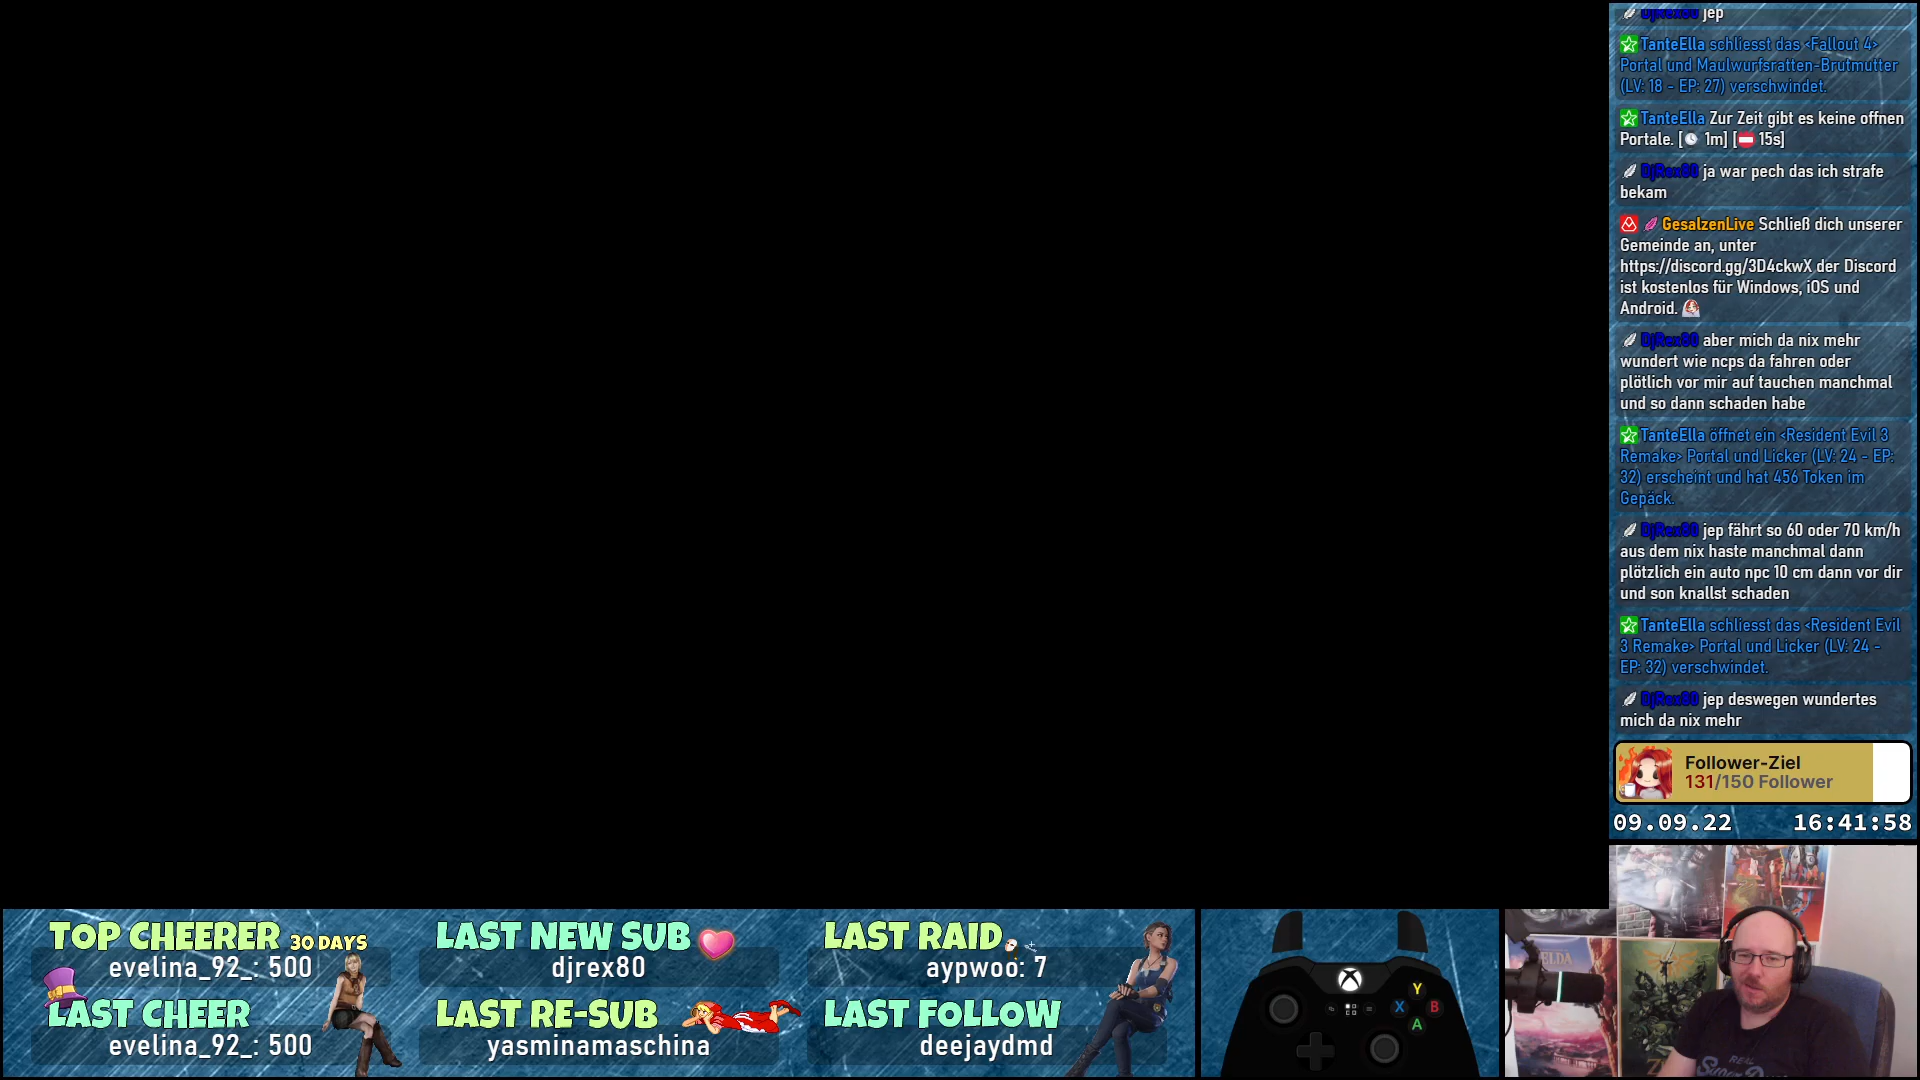 DjRex80 jep
TanteElla schliesst das <Fallout 4>
Portal und Maulwurfsratten-Brutmutter
(LV: 18 - EP: 27) verschwindet.
TanteElla Zur Zeit gibt es keine offnen
Portale. [ 1m] [ 15s]
DjRex80 ja war pech das ich strafe
bekam
GesalzenLive Schließ dich unserer
Gemeinde an, unter
https://discord.gg/3D4ckwX der Discord
ist kostenlos für Windows, iOS und
Android.
DjRex80 aber mich da nix mehr
wundert wie ncps da fahren oder
plötlich vor mir auf tauchen manchmal
und so dann schaden habe
TanteElla öffnet ein <Resident Evil 3
Remake> Portal und Licker (LV: 24 - EP:
32) erscheint und hat 456 Token im
Gepäck.
DjRex80 jep fährt so 60 oder 70 km/h
aus dem nix haste manchmal dann
plötzlich ein auto npc 10 cm dann vor dir
und son knallst schaden
TanteElla schliesst das <Resident Evil
3 Remake> Portal und Licker (LV: 24 -
EP: 32) verschwindet.
DjRex80 jep deswegen wundertes
mich da nix mehr
Follower-Ziel
131/150 Follower
09.09.22 16:41:58
TOP CHEERER 30 DAYS
evelina_92_: 500
LAST CHEER
evelina_92_: 500
LAST NEW SUB
djrex80
LAST RE-SUB
yasminamaschina
LAST RAID
aypwoo: 7
LAST FOLLOW
deejaydmd
Y
X
B
A
ZELDA